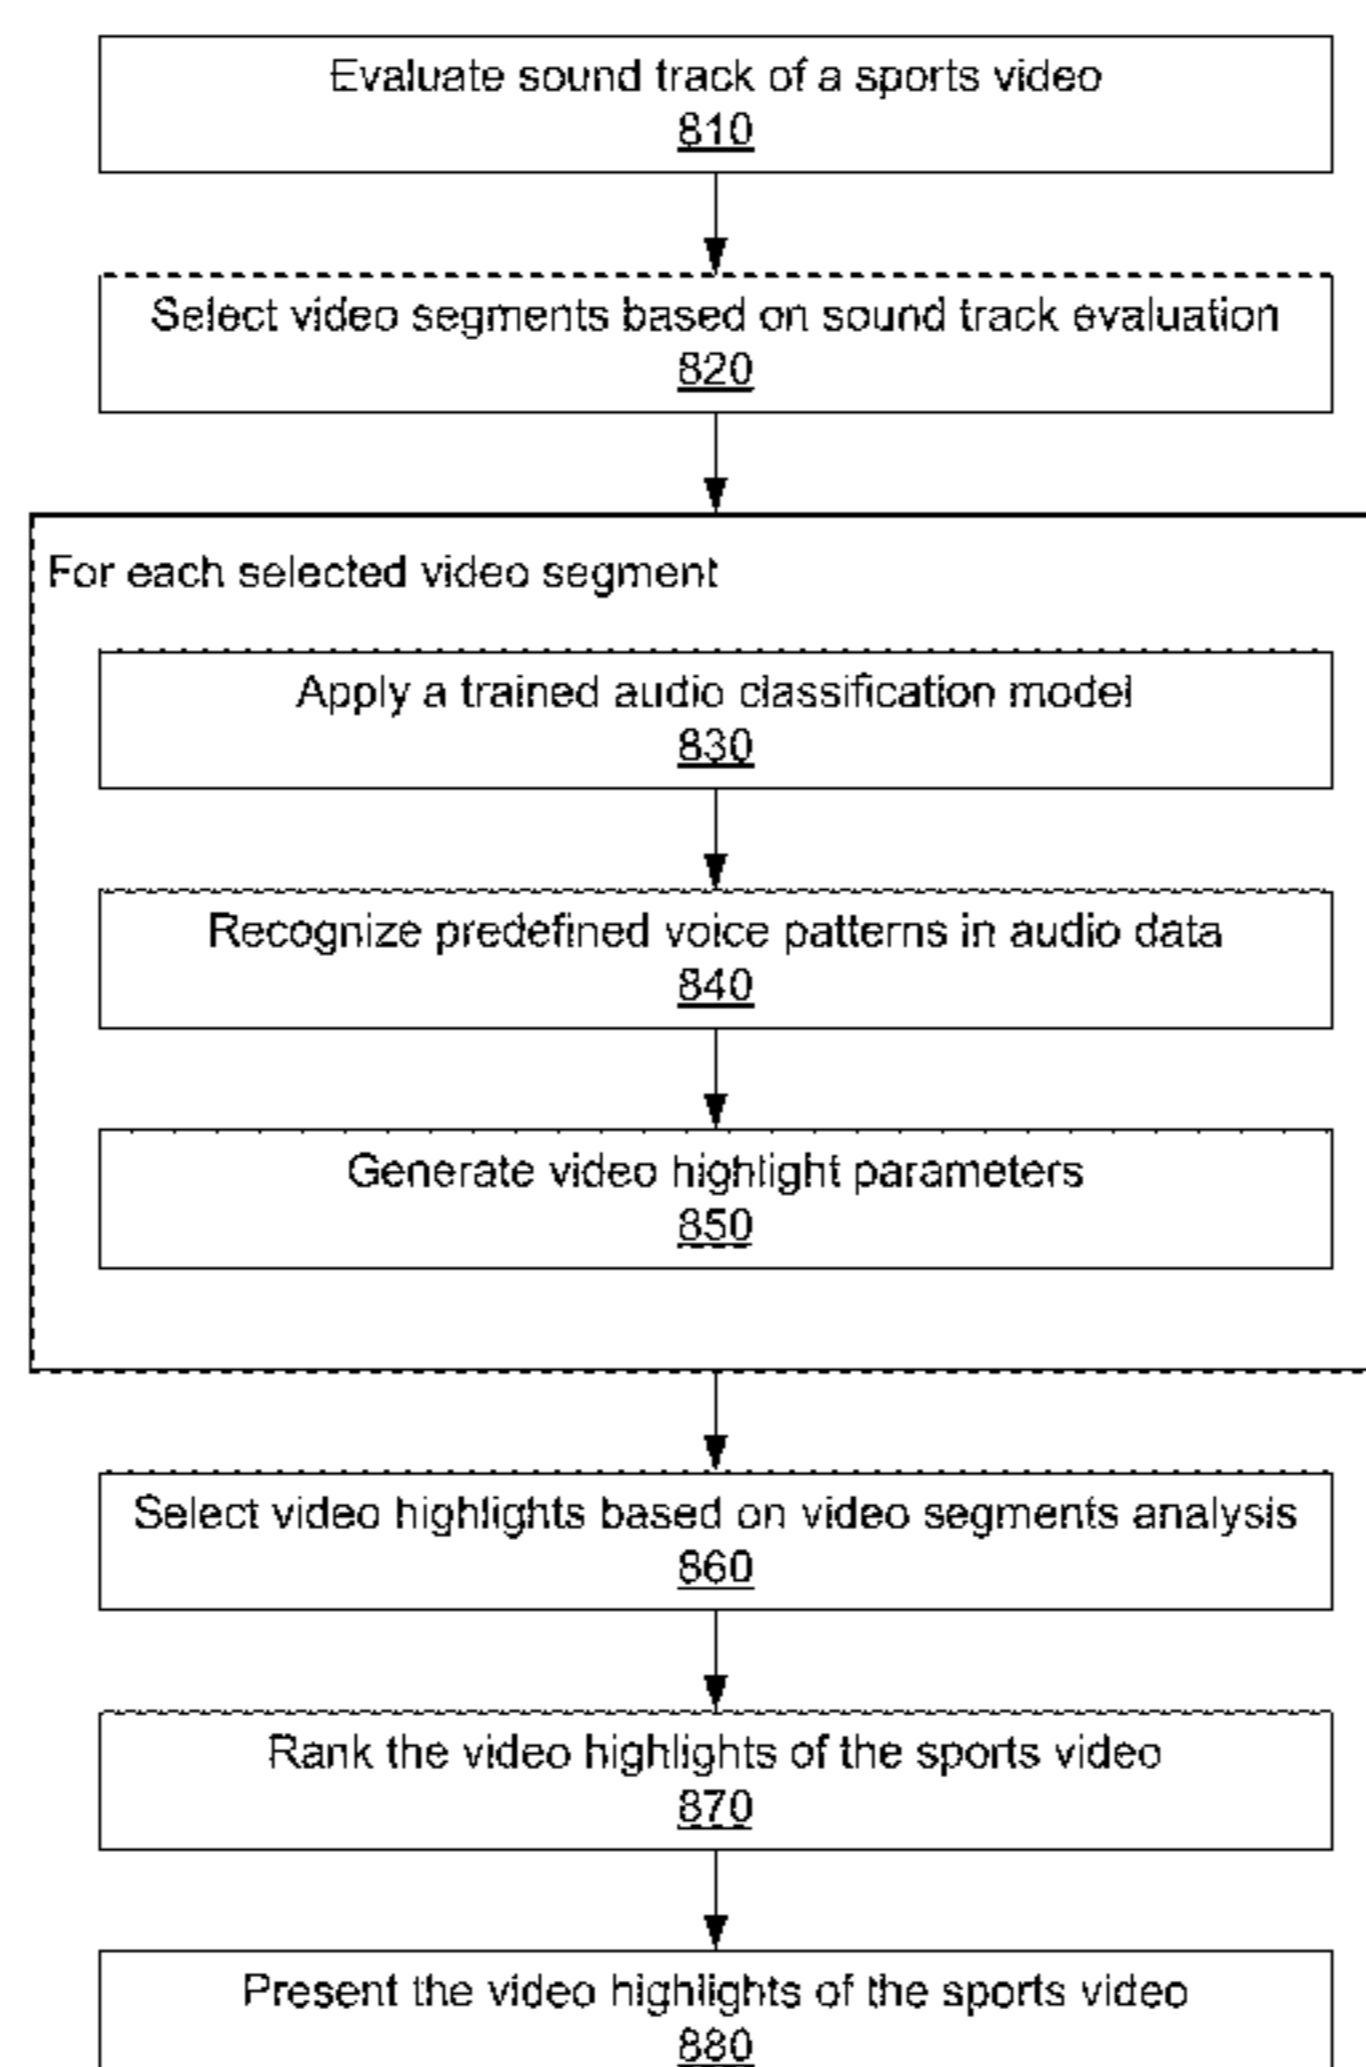 Evaluate sound track of a sports video
810
Select video segments based on sound track evaluation
820
For each selected video segment
Apply a trained audio classification model
830
Recognize predefined voice patterns in audio data
840
Generate video highlight parameters
850
Select video highlights based on video segments analysis
860
Rank the video highlights of the sports video
870
Present the video highlights of the sports video
880